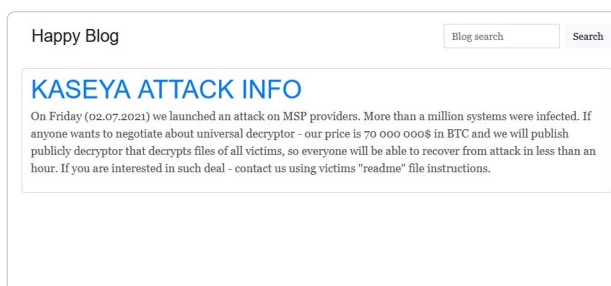 Happy Blog
Blog search
Search
KASEYA ATTACK INFO
On Friday (02.07.2021) we launched an attack on MSP providers. More than a million systems were infected. If
anyone wants to negotiate about universal decryptor - our price is 70 000 000$ in BTC and we will publish
publicly decryptor that decrypts files of all victims, so everyone will be able to recover from attack in less than an
hour. If you are interested in such deal - contact us using victims "readme" file instructions.